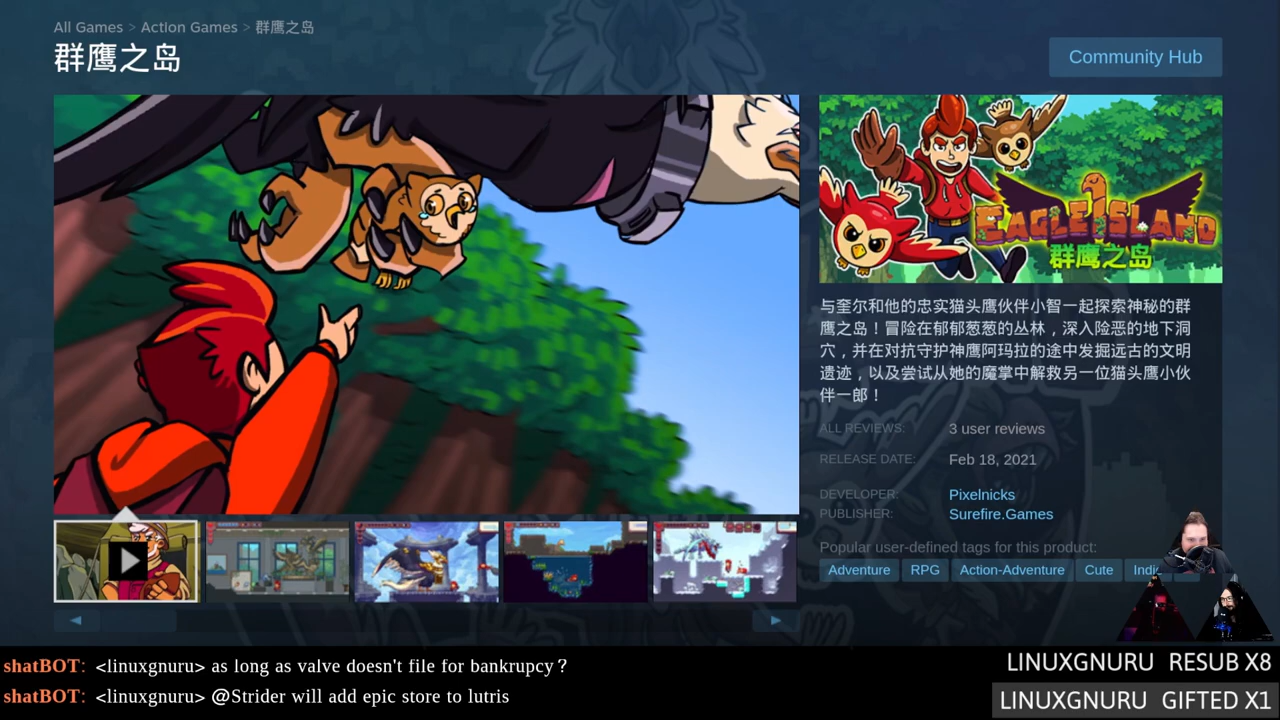 All Games > Action Games > 群鹰之岛
群鹰之岛
Community Hub
EAGLE ISLAND
群鹰之岛
与奎尔和他的忠实猫头鹰伙伴小智一起探索神秘的群
鹰之岛！冒险在郁郁葱葱的丛林，深入险恶的地下洞
穴，并在对抗守护神鹰阿玛拉的途中发掘远古的文明
遗迹，以及尝试从她的魔掌中解救另一位猫头鹰小伙
伴一郎！
ALL REVIEWS: 3 user reviews
RELEASE DATE: Feb 18, 2021
DEVELOPER: Pixelnicks
PUBLISHER: Surefire.Games
Popular user-defined tags for this product:
Adventure RPG Action-Adventure Cute
shatBOT: <linuxgnuru> as long as valve doesn't file for bankrupcy?
shatBOT: <linuxgnuru> @Strider will add epic store to lutris
LINUXGNURU RESUB X8
LINUXGNURU GIFTED X1